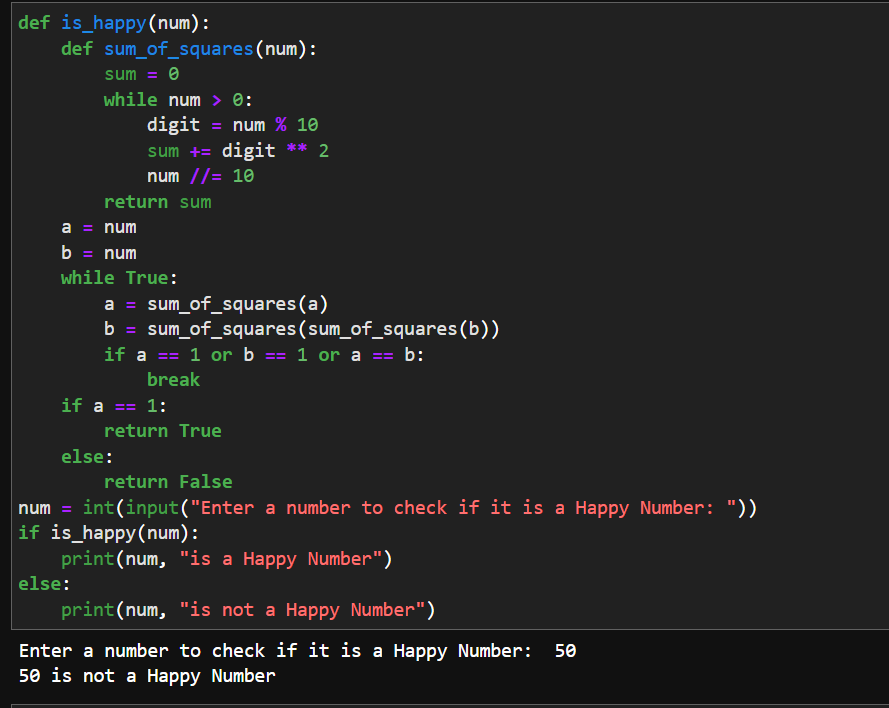 def is_happy(num):
    def sum_of_squares(num):
        sum = 0
        while num > 0:
            digit = num % 10
            sum += digit ** 2
            num //= 10
        return sum
    a = num
    b = num
    while True:
        a = sum_of_squares(a)
        b = sum_of_squares(sum_of_squares(b))
        if a == 1 or b == 1 or a == b:
            break
    if a == 1:
        return True
    else:
        return False
num = int(input("Enter a number to check if it is a Happy Number: "))
if is_happy(num):
    print(num, "is a Happy Number")
else:
    print(num, "is not a Happy Number")
Enter a number to check if it is a Happy Number:  50
50 is not a Happy Number